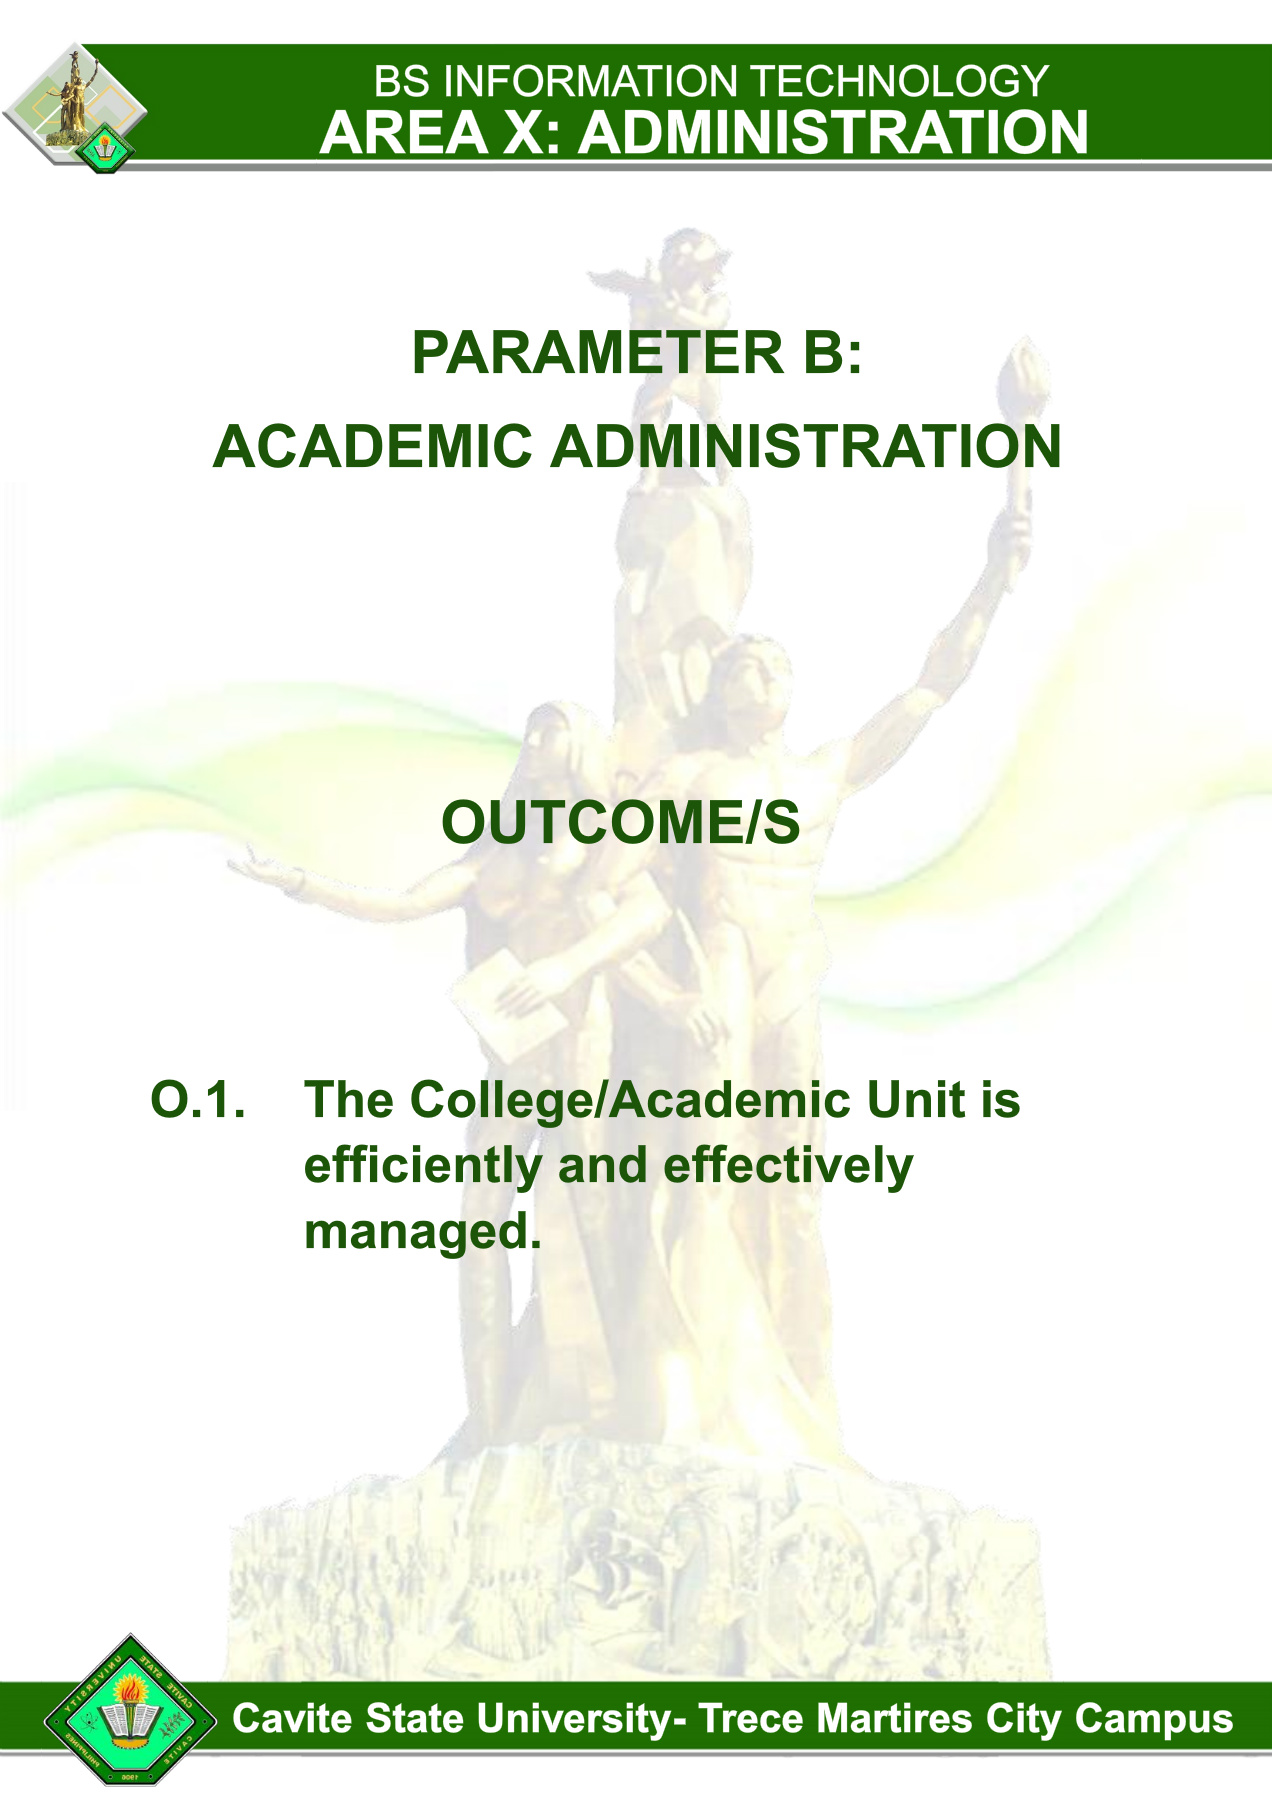 BS INFORMATION TECHNOLOGY
AREA X: ADMINISTRATION
PARAMETER B:
ACADEMIC ADMINISTRATION
OUTCOME/S
O.1. The College/Academic Unit is
efficiently and effectively
managed.
CAVITE STATE UNIVERSITY
CAVITE
PHILIPPINES
1906
Cavite State University- Trece Martires City Campus